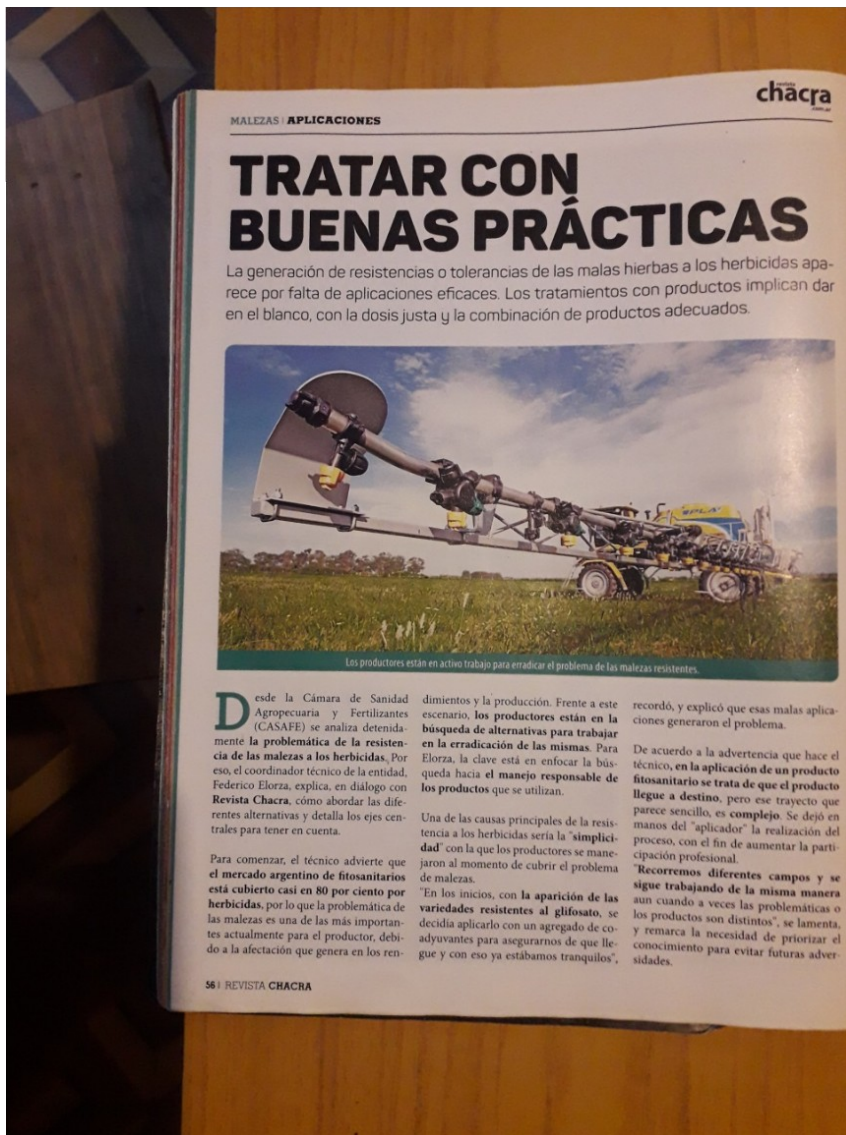 revista
chacra
.com.ar
MALEZAS | APLICACIONES
TRATAR CON
BUENAS PRÁCTICAS
La generación de resistencias o tolerancias de las malas hierbas a los herbicidas apa-
rece por falta de aplicaciones eficaces. Los tratamientos con productos implican dar
en el blanco, con la dosis justa y la combinación de productos adecuados.
PLA
Los productores están en activo trabajo para erradicar el problema de las malezas resistentes.
Desde la Cámara de Sanidad
Agropecuaria y Fertilizantes
(CASAFE) se analiza detenida-
mente la problemática de la resisten-
cia de las malezas a los herbicidas. Por
eso, el coordinador técnico de la entidad,
Federico Elorza, explica, en diálogo con
Revista Chacra, cómo abordar las dife-
rentes alternativas y detalla los ejes cen-
trales para tener en cuenta.
Para comenzar, el técnico advierte que
el mercado argentino de fitosanitarios
está cubierto casi en 80 por ciento por
herbicidas, por lo que la problemática de
las malezas es una de las más importan-
tes actualmente para el productor, debi-
do a la afectación que genera en los ren-
dimientos y la producción. Frente a este
escenario, los productores están en la
búsqueda de alternativas para trabajar
en la erradicación de las mismas. Para
Elorza, la clave está en enfocar la bús-
queda hacia el manejo responsable de
los productos que se utilizan.
Una de las causas principales de la resis-
tencia a los herbicidas sería la "simplici-
dad" con la que los productores se mane-
jaron al momento de cubrir el problema
de malezas.
"En los inicios, con la aparición de las
variedades resistentes al glifosato, se
decidía aplicarlo con un agregado de co-
adyuvantes para asegurarnos de que lle-
gue y con eso ya estábamos tranquilos",
recordó, y explicó que esas malas aplica-
ciones generaron el problema.
De acuerdo a la advertencia que hace el
técnico, en la aplicación de un producto
fitosanitario se trata de que el producto
llegue a destino, pero ese trayecto que
parece sencillo, es complejo. Se dejó en
manos del "aplicador" la realización del
proceso, con el fin de aumentar la parti-
cipación profesional.
"Recorremos diferentes campos y se
sigue trabajando de la misma manera
aun cuando a veces las problemáticas o
los productos son distintos", se lamenta,
y remarca la necesidad de priorizar el
conocimiento para evitar futuras adver-
sidades.
56 | REVISTA CHACRA